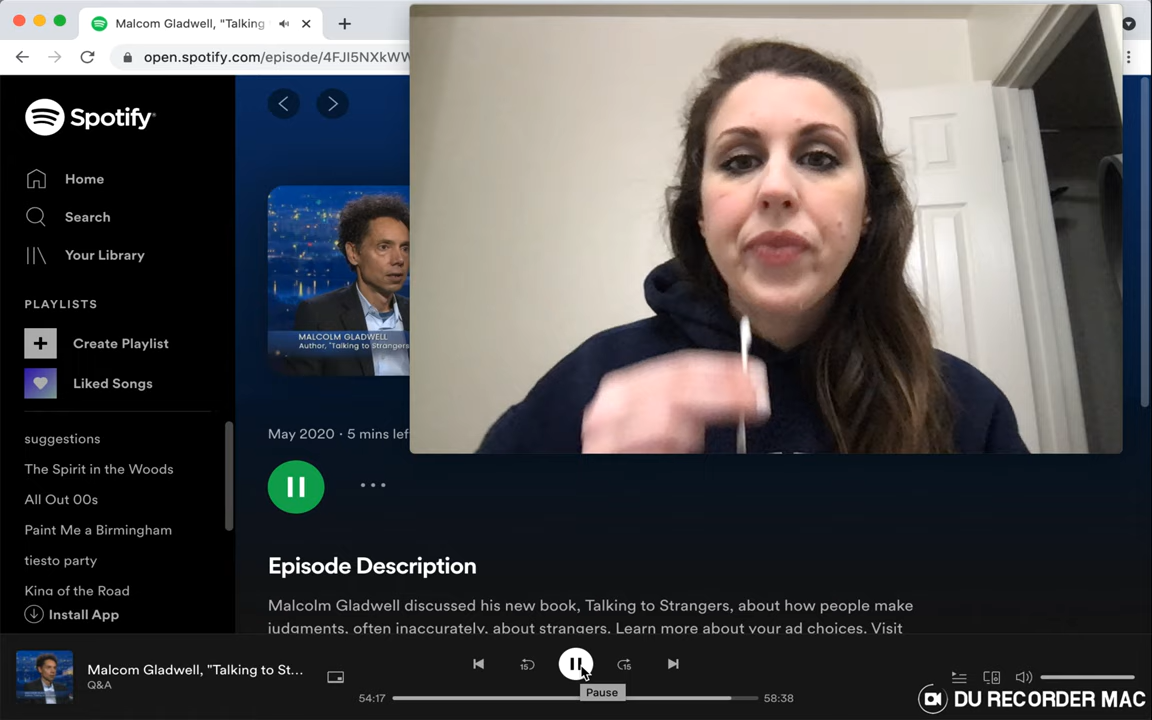 Malcom Gladwell, "Talking
open.spotify.com/episode/4FJI5NXkWW
Spotify
Home
Search
Your Library
PLAYLISTS
Create Playlist
Liked Songs
suggestions
The Spirit in the Woods
All Out 00s
Paint Me a Birmingham
tiesto party
King of the Road
Install App
MALCOLM GLADWELL
Author, "Talking to Strangers
May 2020 · 5 mins left
Episode Description
Malcolm Gladwell discussed his new book, Talking to Strangers, about how people make
judgments, often inaccurately, about strangers. Learn more about your ad choices. Visit
Malcom Gladwell, "Talking to St...
Q&A
15
15
Pause
54:17
58:38
DU RECORDER MAC